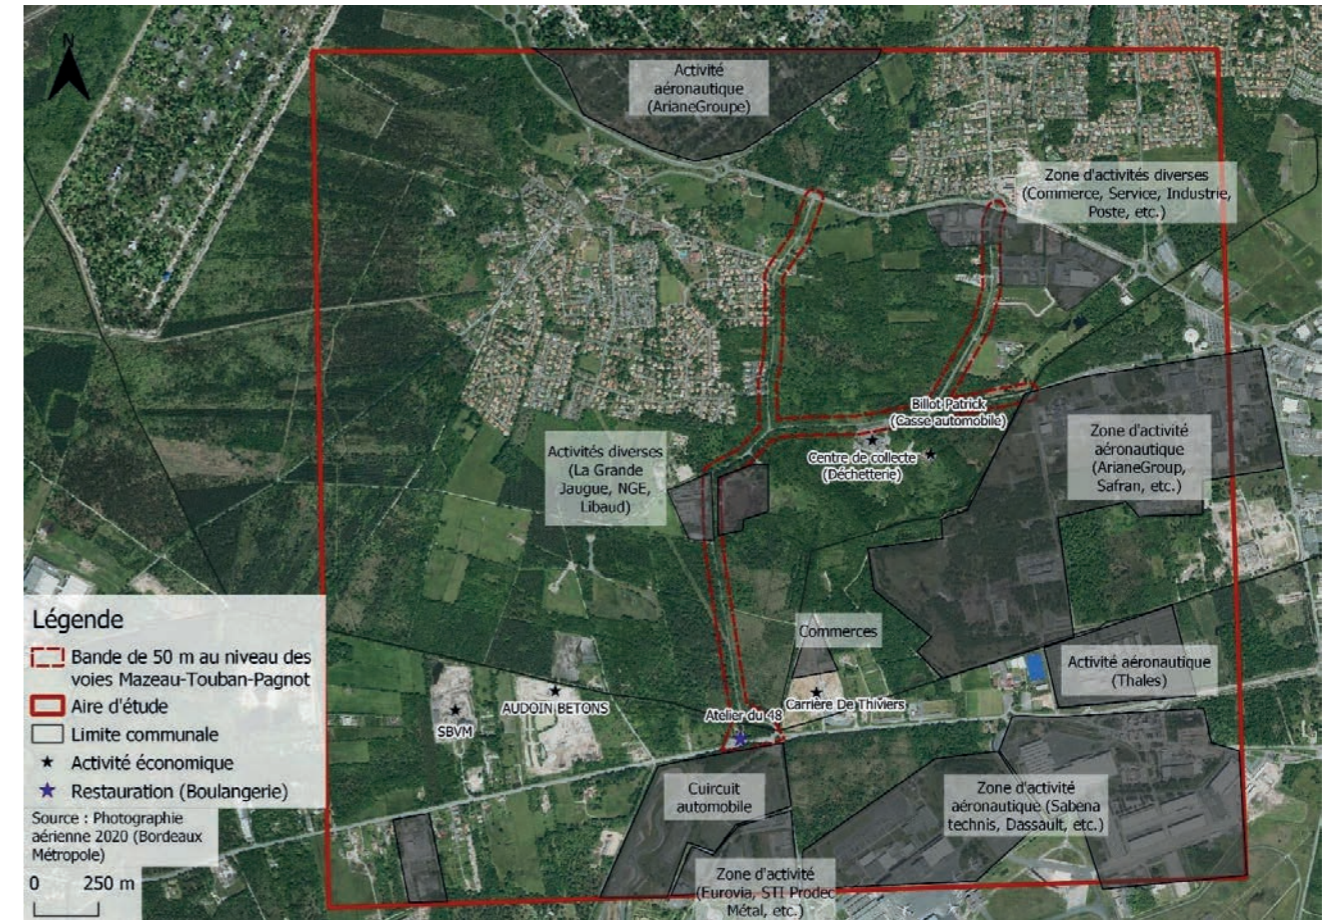 N
Activité
aéronautique
(ArianeGroupe)
Zone d'activités diverses
(Commerce, Service, Industrie,
Poste, etc.)
Billot Patrick
(Casse automobile)
Centre de collecte
(Déchetterie)
Zone d'activité
aéronautique
(ArianeGroup,
Safran, etc.)
Activités diverses
(La Grande
Jaugue, NGE,
Libaud)
Commerces
Activité aéronautique
(Thales)
Carrière De Thiviers
AUDOIN BETONS
SBVM
Atelier du 48
Cuircuit
automobile
Zone d'activité
aéronautique (Sabena
technis, Dassault, etc.)
Zone d'activité
(Eurovia, STI Prodec
Métal, etc.)
Légende
Bande de 50 m au niveau des
voies Mazeau-Touban-Pagnot
Aire d'étude
Limite communale
Activité économique
Restauration (Boulangerie)
Source : Photographie
aérienne 2020 (Bordeaux
Métropole)
0 250 m